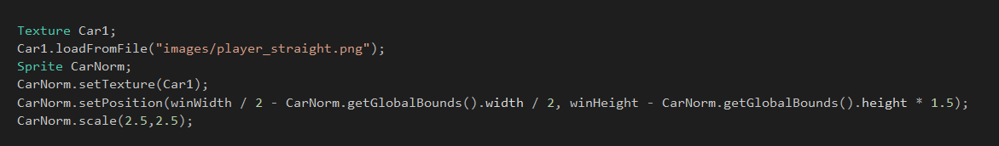 Texture Car1;
Car1.loadFromFile("images/player_straight.png");
Sprite CarNorm;
CarNorm.setTexture(Car1);
CarNorm.setPosition(winWidth / 2 - CarNorm.getGlobalBounds().width / 2, winHeight - CarNorm.getGlobalBounds().height * 1.5);
CarNorm.scale(2.5,2.5);